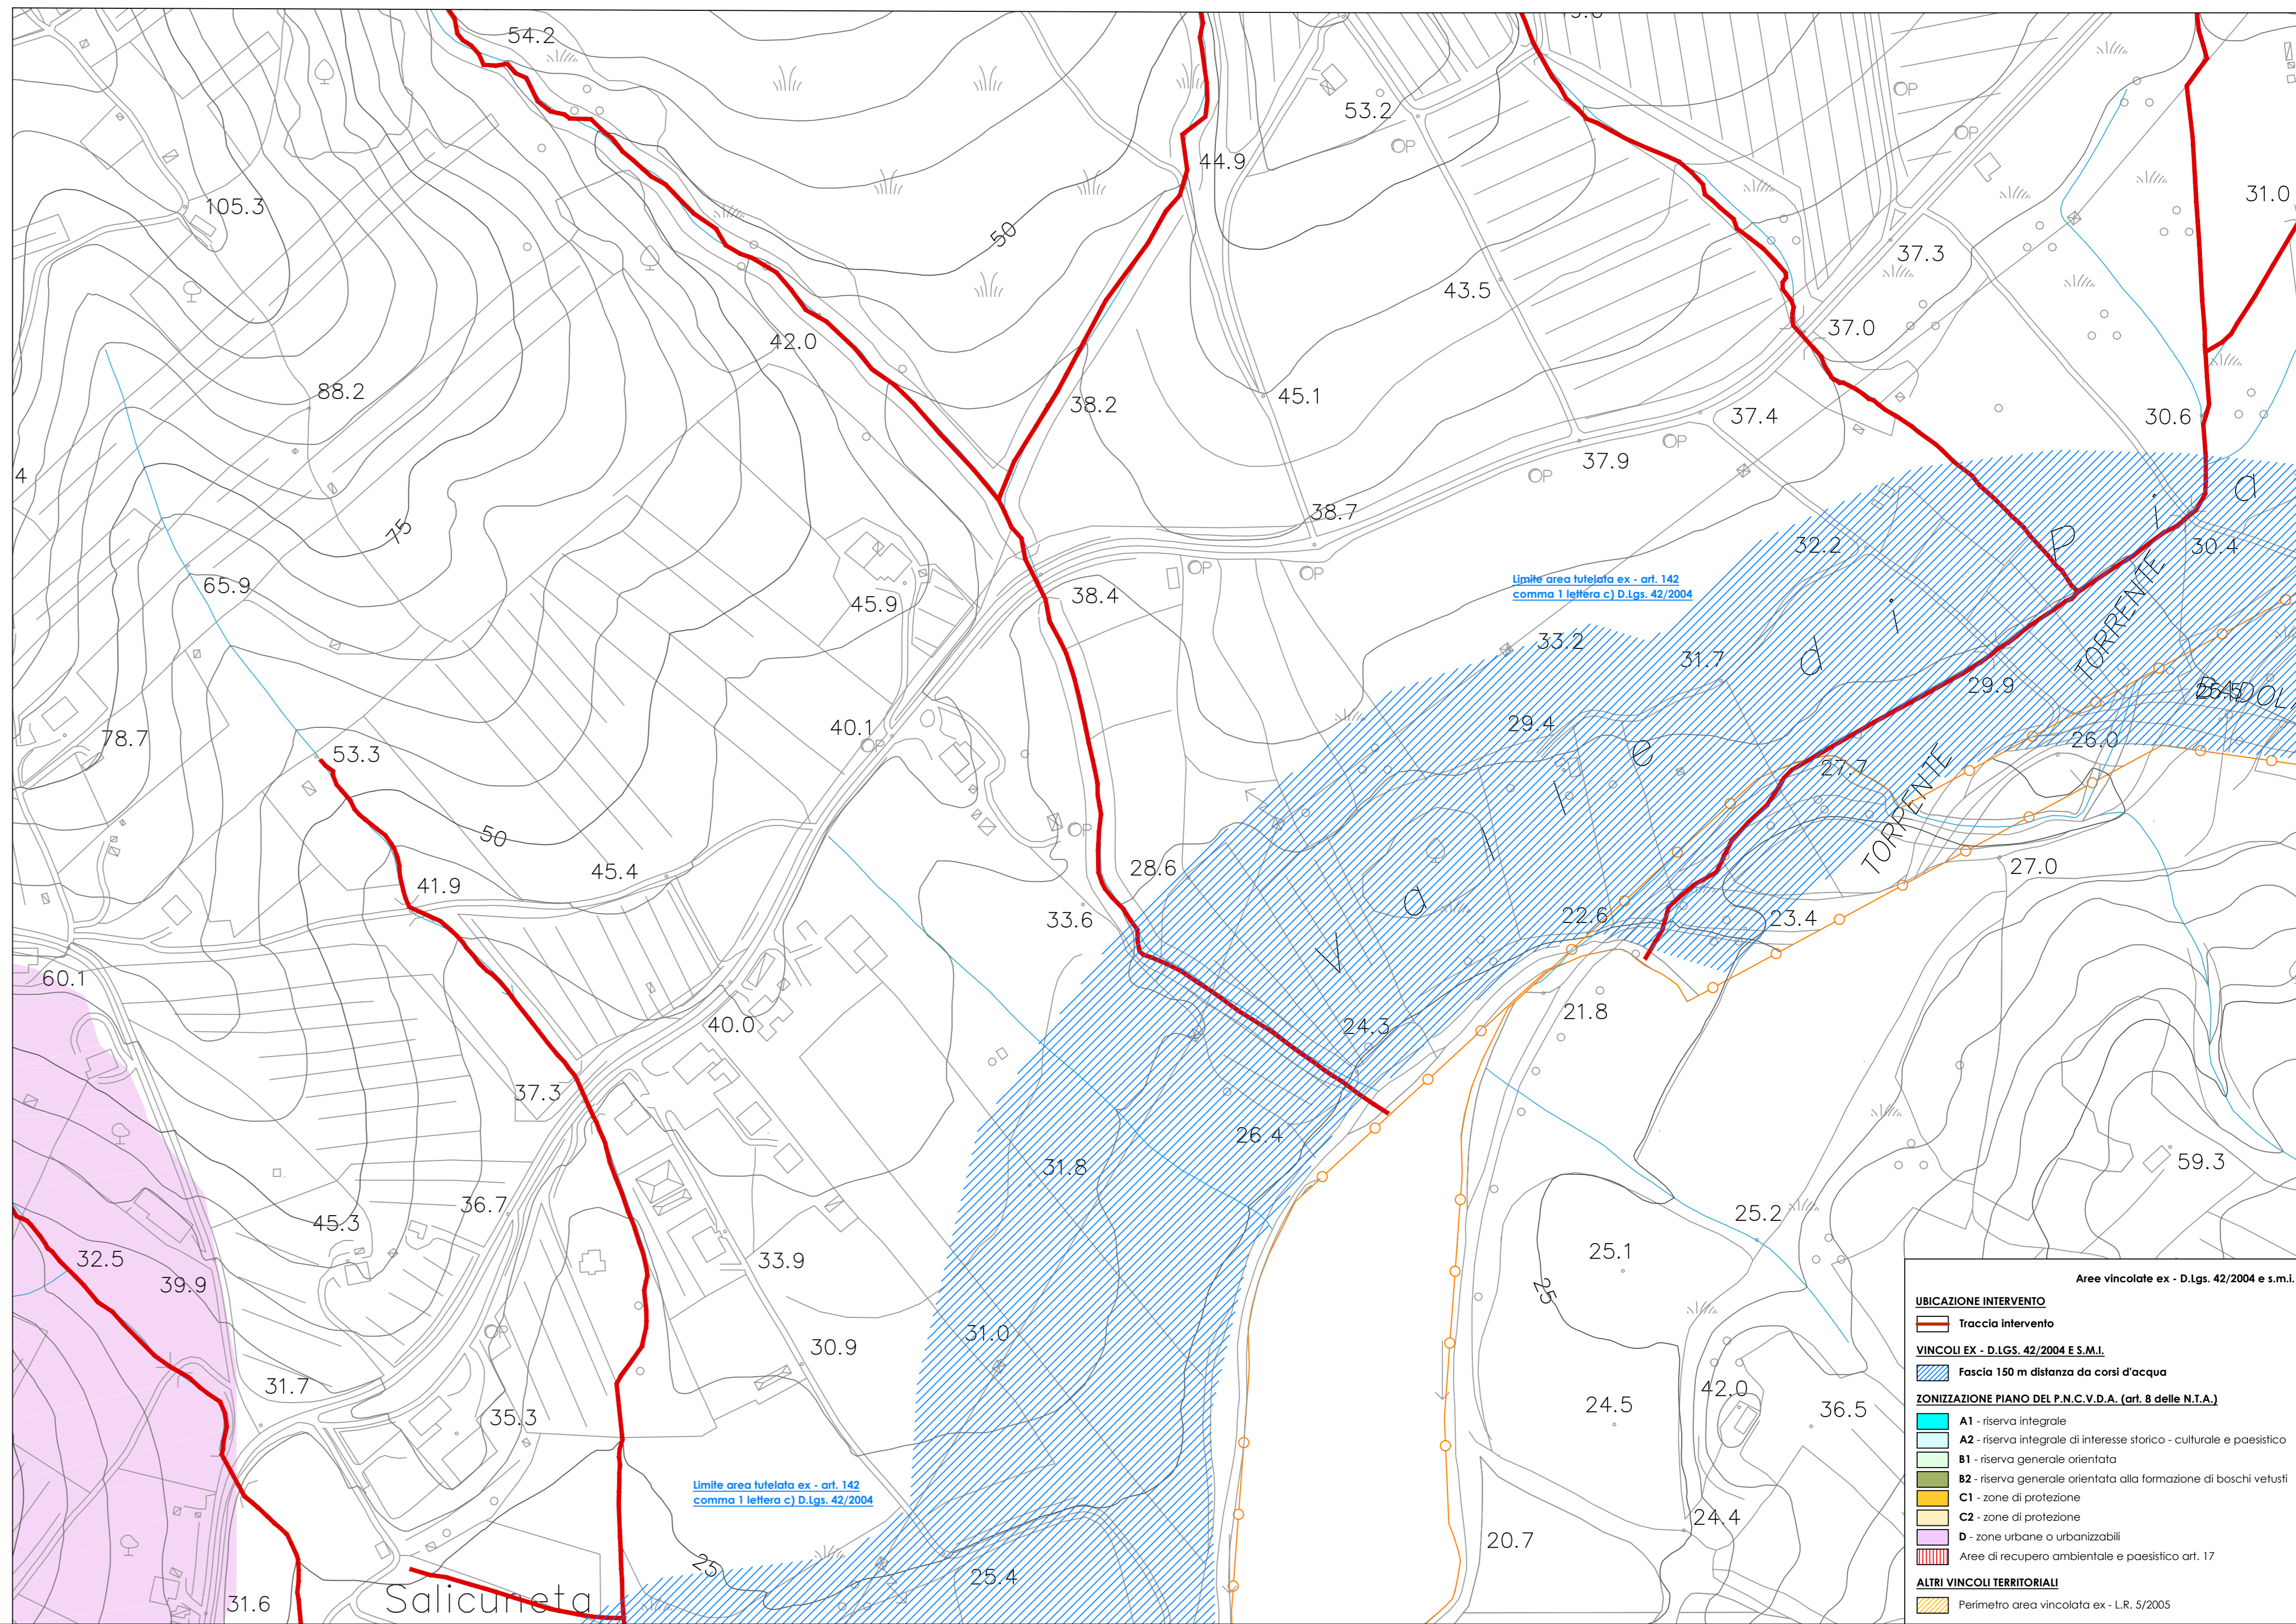 54.2
53.2
44.9
105.3
31.0
50
37.3
43.5
42.0
37.0
88.2
38.2
45.1
37.4
30.6
4
37.9
75
38.7
32.2
30.4
65.9
45.9
38.4
Limite area tutelata ex - art. 142
comma 1 lettera c) D.Lgs. 42/2004
33.2
31.7
29.9
Valle di Pia
TORRENTE
TORRENTE
78.7
53.3
40.1
29.4
26.0
27.7
50
45.4
41.9
28.6
27.0
33.6
22.6
23.4
60.1
40.0
24.3
21.8
37.3
26.4
31.8
59.3
45.3
36.7
25.2
32.5
39.9
33.9
25.1
25
31.0
30.9
31.7
35.3
42.0
24.5
36.5
Limite area tutelata ex - art. 142
comma 1 lettera c) D.Lgs. 42/2004
24.4
20.7
25
25.4
31.6
Salicuneta
Aree vincolate ex - D.Lgs. 42/2004 e s.m.i.
UBICAZIONE INTERVENTO
Traccia intervento
VINCOLI EX - D.LGS. 42/2004 E S.M.I.
Fascia 150 m distanza da corsi d'acqua
ZONIZZAZIONE PIANO DEL P.N.C.V.D.A. (art. 8 delle N.T.A.)
A1 - riserva integrale
A2 - riserva integrale di interesse storico - culturale e paesistico
B1 - riserva generale orientata
B2 - riserva generale orientata alla formazione di boschi vetusti
C1 - zone di protezione
C2 - zone di protezione
D - zone urbane o urbanizzabili
Aree di recupero ambientale e paesistico art. 17
ALTRI VINCOLI TERRITORIALI
Perimetro area vincolata ex - L.R. 5/2005